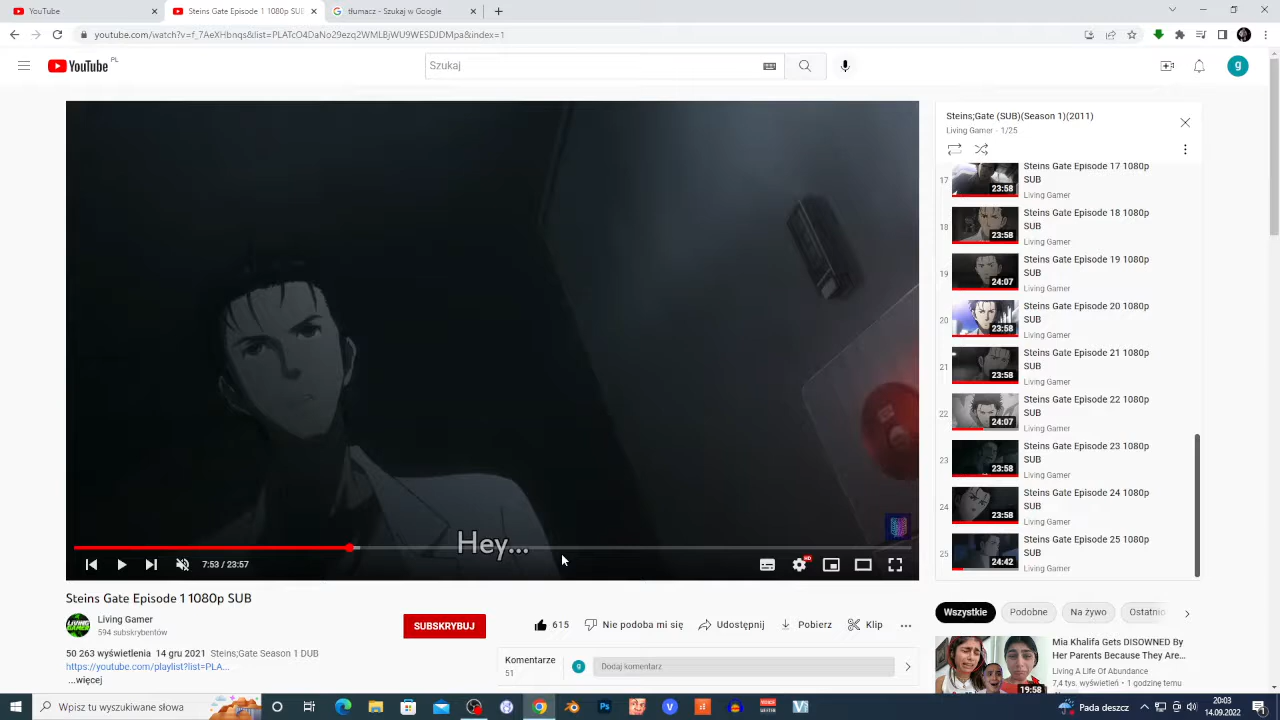 YouTube
Steins Gate Episode 1 1080p SUB
tłumacz - Szukaj w Google
youtube.com/watch?v=f_7AeXHbnqs&list=PLATcO4DaNo29ezq2WMLBjWU9WESDJDMpa&index=1
YouTube PL
Szukaj
g
Steins;Gate (SUB)(Season 1)(2011)
Living Gamer - 1/25
17
23:58
Steins Gate Episode 17 1080p
SUB
Living Gamer
18
23:58
Steins Gate Episode 18 1080p
SUB
Living Gamer
19
24:07
Steins Gate Episode 19 1080p
SUB
Living Gamer
20
23:58
Steins Gate Episode 20 1080p
SUB
Living Gamer
21
23:58
Steins Gate Episode 21 1080p
SUB
Living Gamer
22
24:07
Steins Gate Episode 22 1080p
SUB
Living Gamer
23
23:58
Steins Gate Episode 23 1080p
SUB
Living Gamer
24
23:58
Steins Gate Episode 24 1080p
SUB
Living Gamer
25
24:42
Steins Gate Episode 25 1080p
SUB
Living Gamer
Hey...
7:53 / 23:57
HD
Steins Gate Episode 1 1080p SUB
LIVING GAMER
Living Gamer
594 subskrybentów
SUBSKRYBUJ
615
Nie podoba mi się
Udostępnij
Pobierz
Klip
50 263 wyświetlenia 14 gru 2021 Steins;Gate Season 1 DUB
https://youtube.com/playlist?list=PLA...
...więcej
Komentarze
51
g
Dodaj komentarz
Wszystkie
Podobne
Na żywo
Ostatnio
19:58
Mia Khalifa Gets DISOWNED By
Her Parents Because They Are...
Living A Life Of Abundance
7,4 tys. wyświetleń • 1 godzinę temu
Wpisz tu wyszukiwane słowa
Ps
20:03
14.09.2022